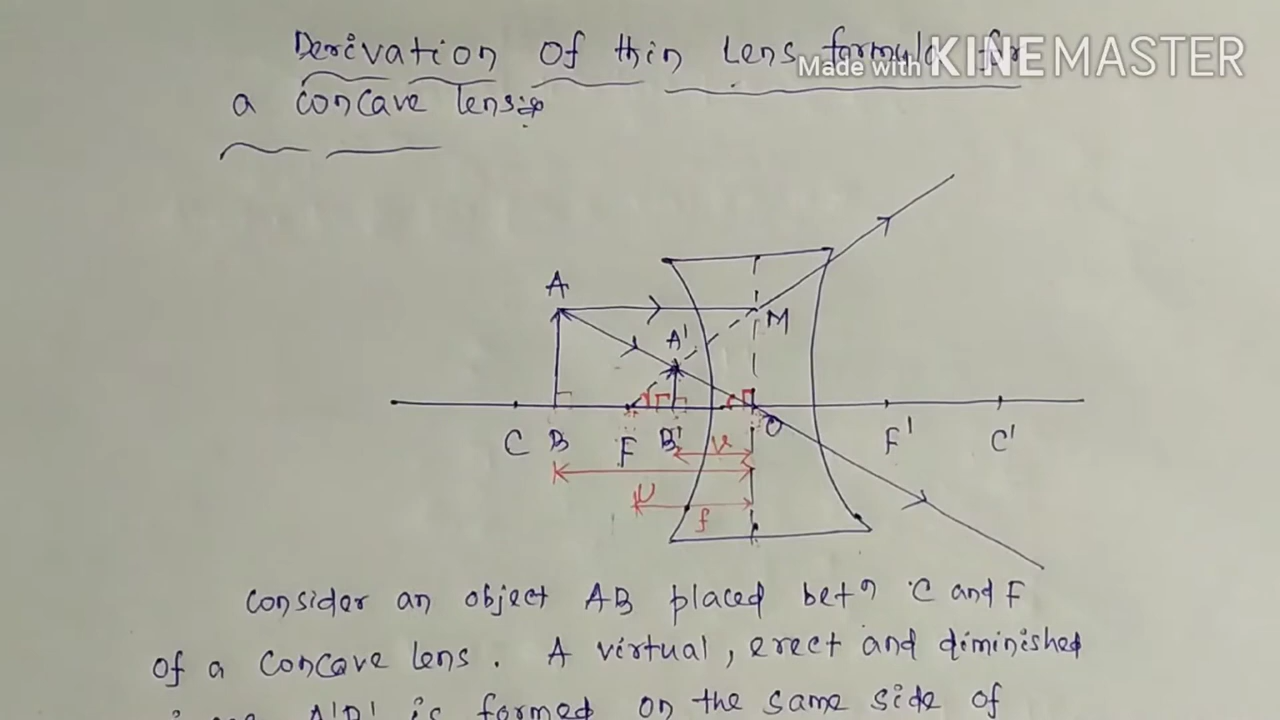 Derivation Of thin Lens formula for
Made with KINEMASTER
a concave lens:
A
M
A'
C B F B' O F' C'
v
U
f
Consider an object AB placed betn C and F
of a concave lens. A virtual, erect and diminished
A'B' is formed on the same side of